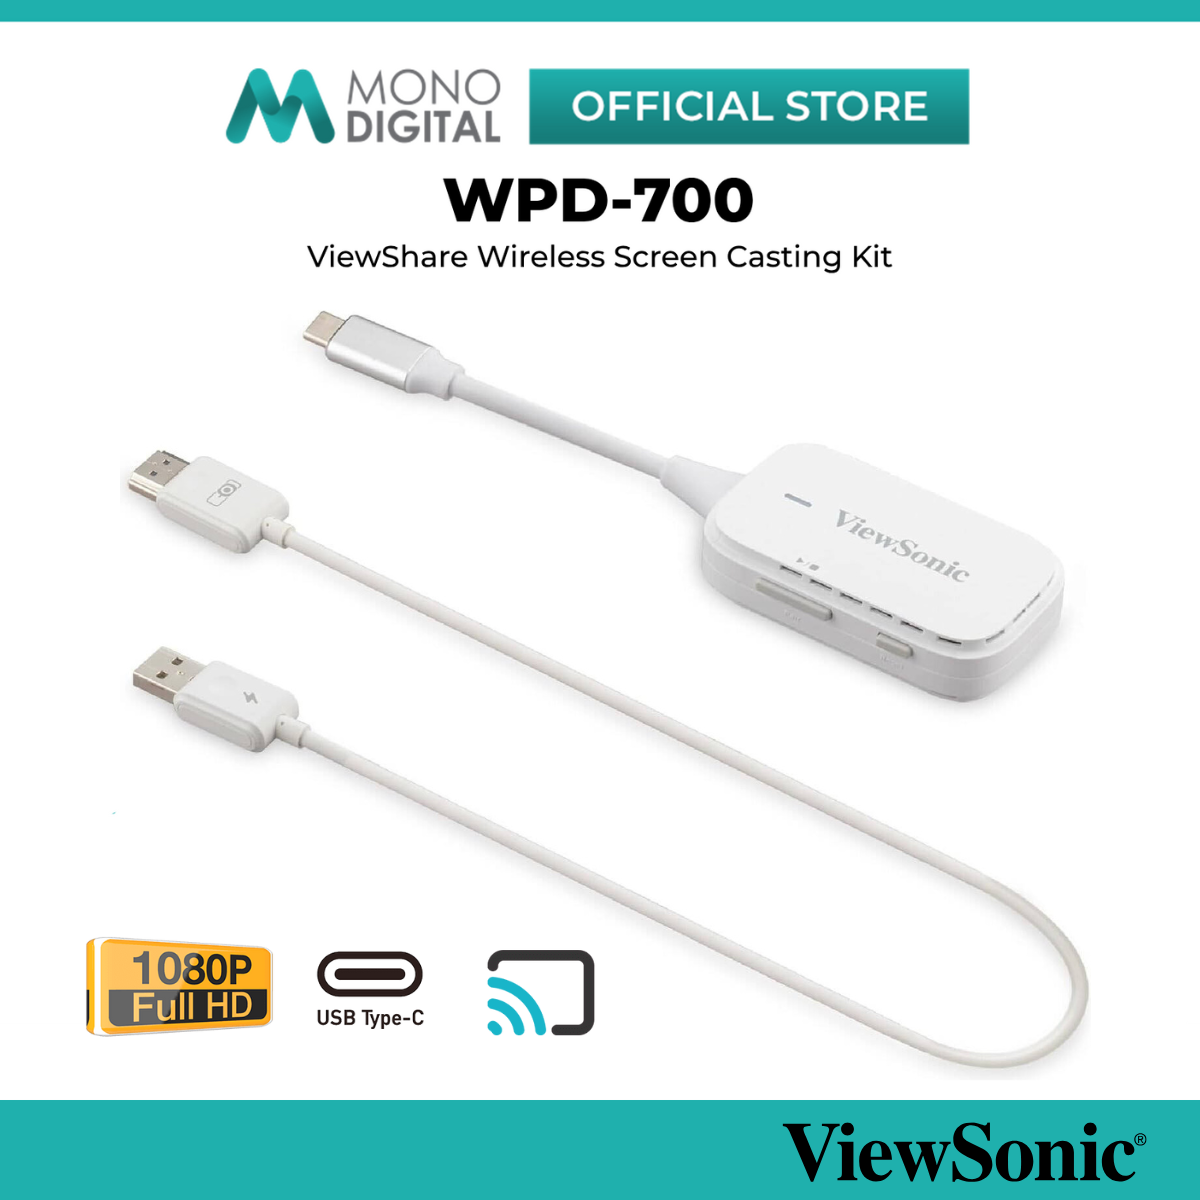 MONO
DIGITAL
OFFICIAL STORE
WPD-700
ViewShare Wireless Screen Casting Kit
ViewSonic
1080P
Full HD
USB Type-C
ViewSonic®